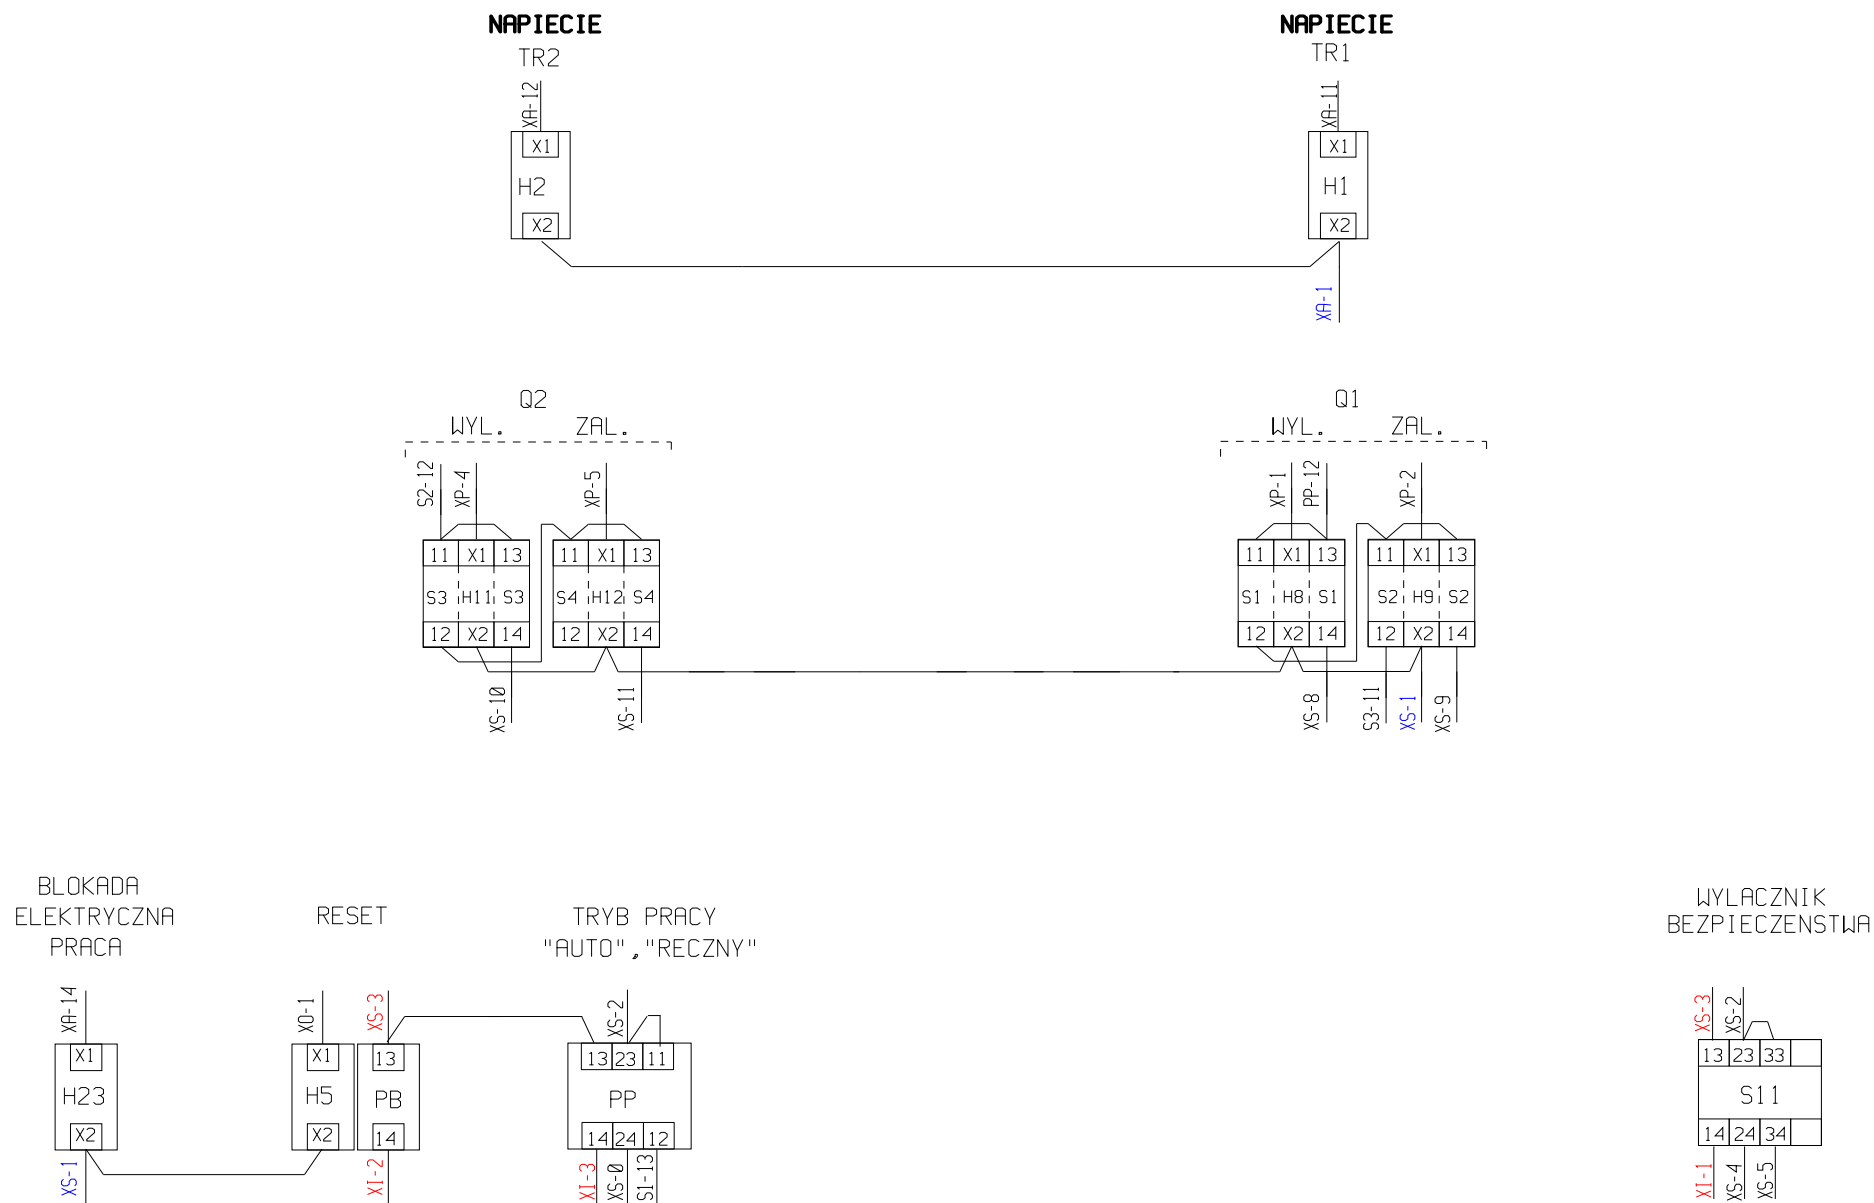 NAPIECIE NAPIECIE
TR2 TR1
XA-12 XA-11
X1 X1
H2 H1
X2 X2
XA-1
Q2 Q1
WYL. ZAL. WYL. ZAL.
S2-12 XP-4 XP-5 XP-1 PP-12 XP-2
11 X1 13 11 X1 13 11 X1 13 11 X1 13
S3 H11 S3 S4 H12 S4 S1 H8 S1 S2 H9 S2
12 X2 14 12 X2 14 12 X2 14 12 X2 14
XS-10 XS-11 XS-8 S3-11 XS-1 XS-9
BLOKADA
ELEKTRYCZNA
PRACA
RESET
TRYB PRACY
"AUTO","RECZNY"
WYLACZNIK
BEZPIECZENSTWA
XA-14 XO-1 XS-3 XS-2 XS-3 XS-2
X1 X1 13 13 23 11 13 23 33
H23 H5 PB PP S11
X2 X2 14 14 24 12 14 24 34
XS-1 XI-2 XI-3 XS-0 S1-13 XI-1 XS-4 XS-5